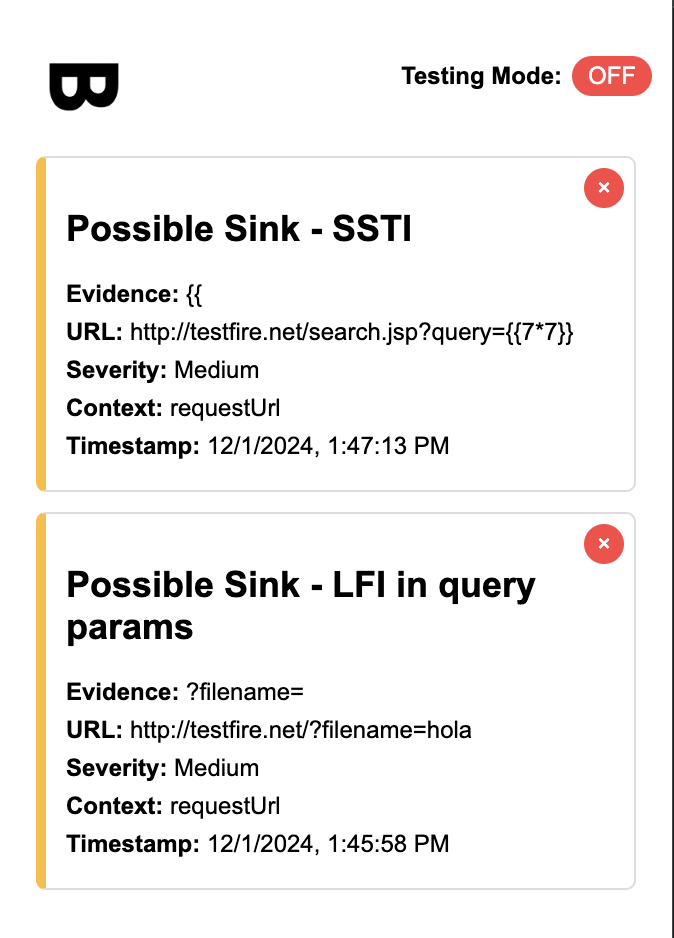 B
Testing Mode: OFF
×
Possible Sink - SSTI
Evidence: {{
URL: http://testfire.net/search.jsp?query={{7*7}}
Severity: Medium
Context: requestUrl
Timestamp: 12/1/2024, 1:47:13 PM
×
Possible Sink - LFI in query
params
Evidence: ?filename=
URL: http://testfire.net/?filename=hola
Severity: Medium
Context: requestUrl
Timestamp: 12/1/2024, 1:45:58 PM